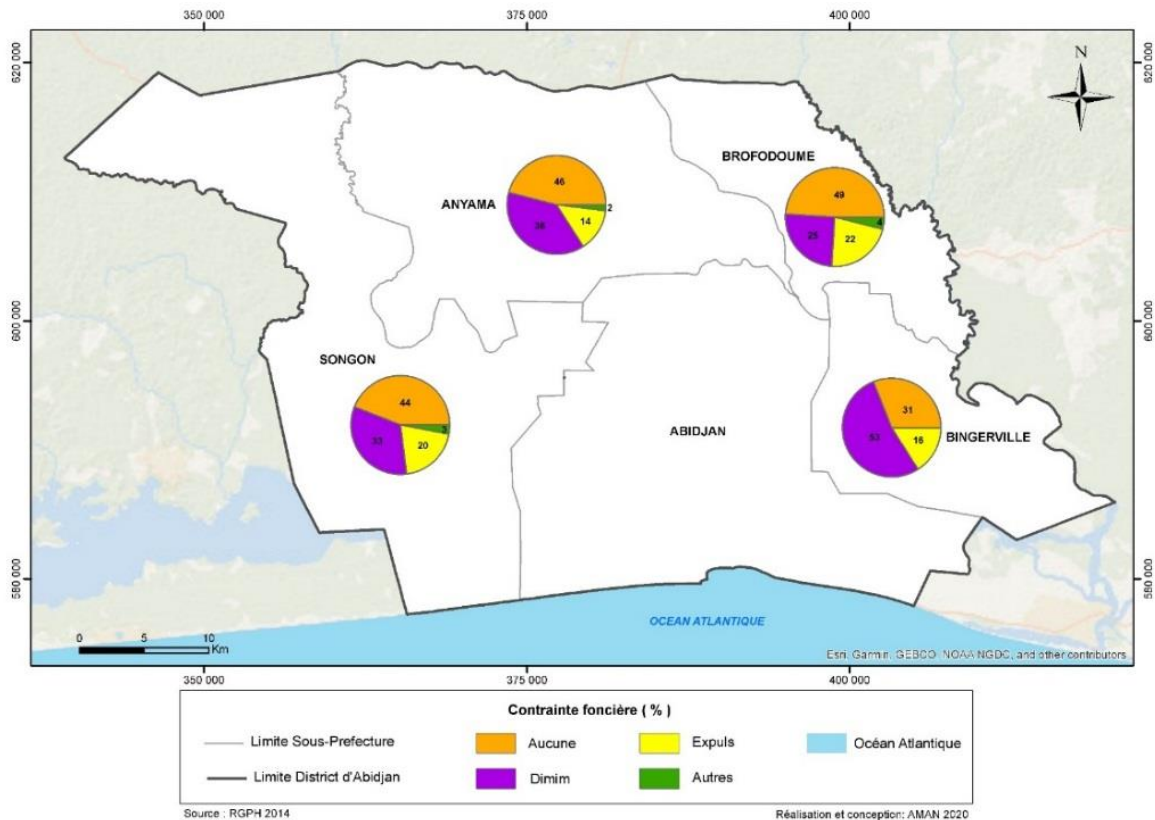 350 000 375 000 400 000
620 000 620 000
N
BROFODOUME
46
49
ANYAMA
2
38
14
4
25
22
600 000 600 000
SONGON
44
31
ABIDJAN
3
BINGERVILLE
33
20
53
16
580 000 580 000
OCEAN ATLANTIQUE
0 5 10
Km
Esri, Garmin, GEBCO, NOAA NGDC, and other contributors
350 000 375 000 400 000
Contrainte foncière ( % )
Limite Sous-Prefecture Aucune Expuls Océan Atlantique
Limite District d'Abidjan Dimim Autres
Source : RGPH 2014 Réalisation et conception: AMAN 2020